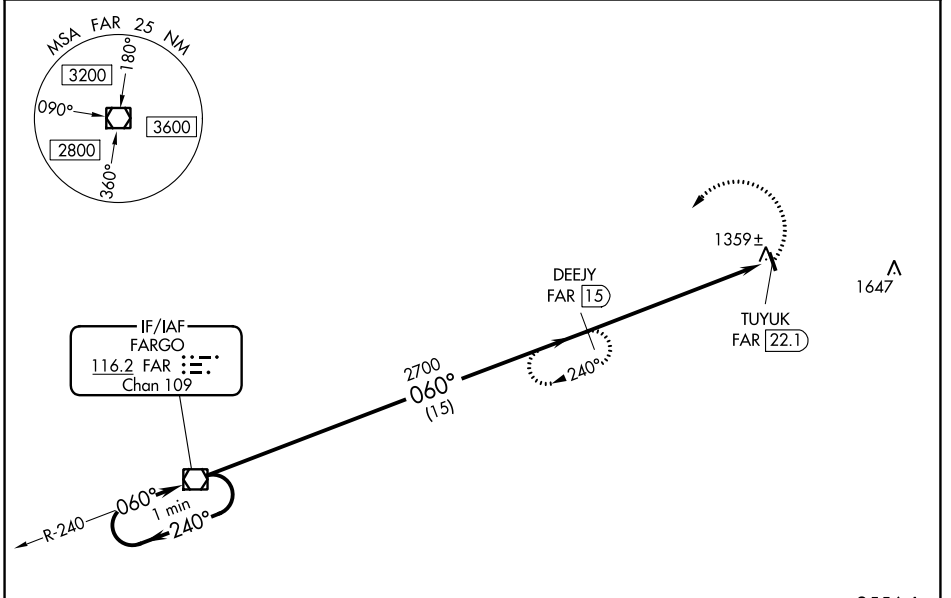 MSA FAR 25 NM
180°
3200
090°
3600
2800
360°
1359±
1647
DEEJY
FAR 15
TUYUK
FAR 22.1
IF/IAF
FARGO
116.2 FAR
Chan 109
2700
060°
(15)
240°
060°
1 min
240°
R-240